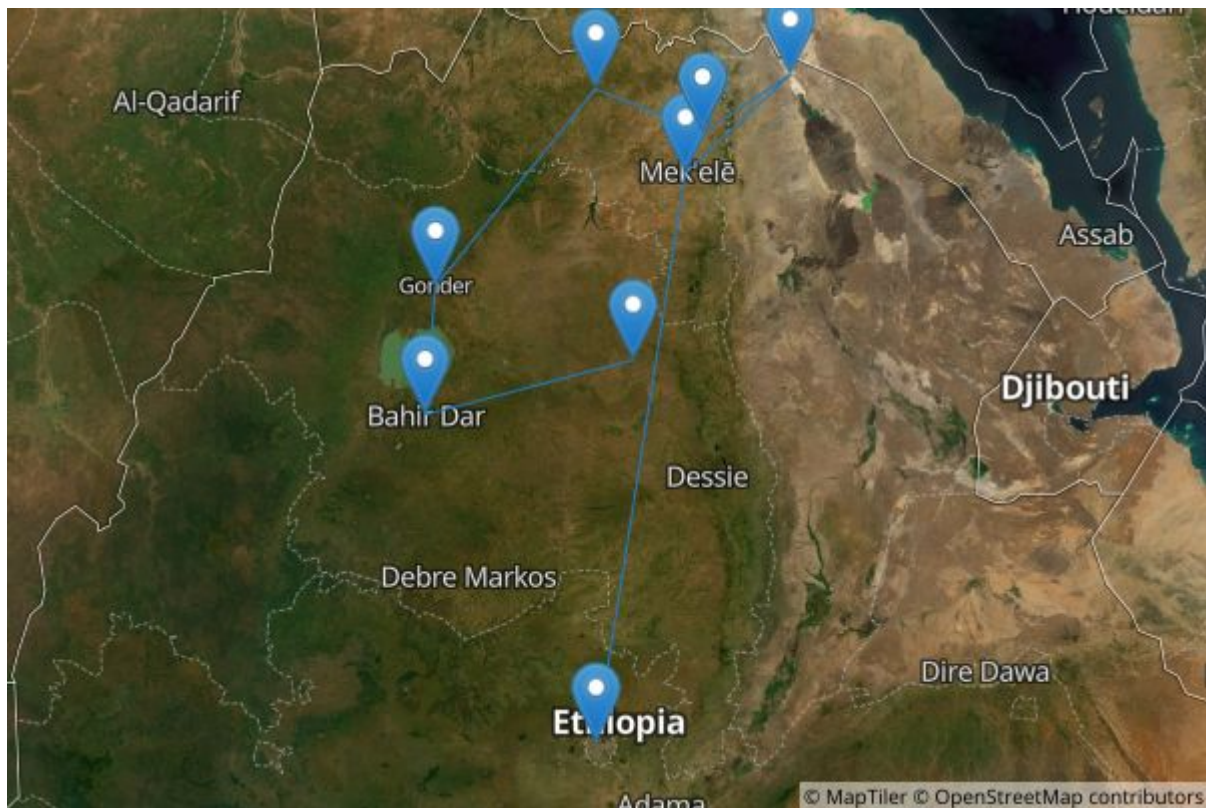 Al-Qadarif
Mek'elē
Assab
Gonder
Djibouti
Bahir Dar
Dessie
Debre Markos
Dire Dawa
Ethiopia
Adama
© MapTiler © OpenStreetMap contributors